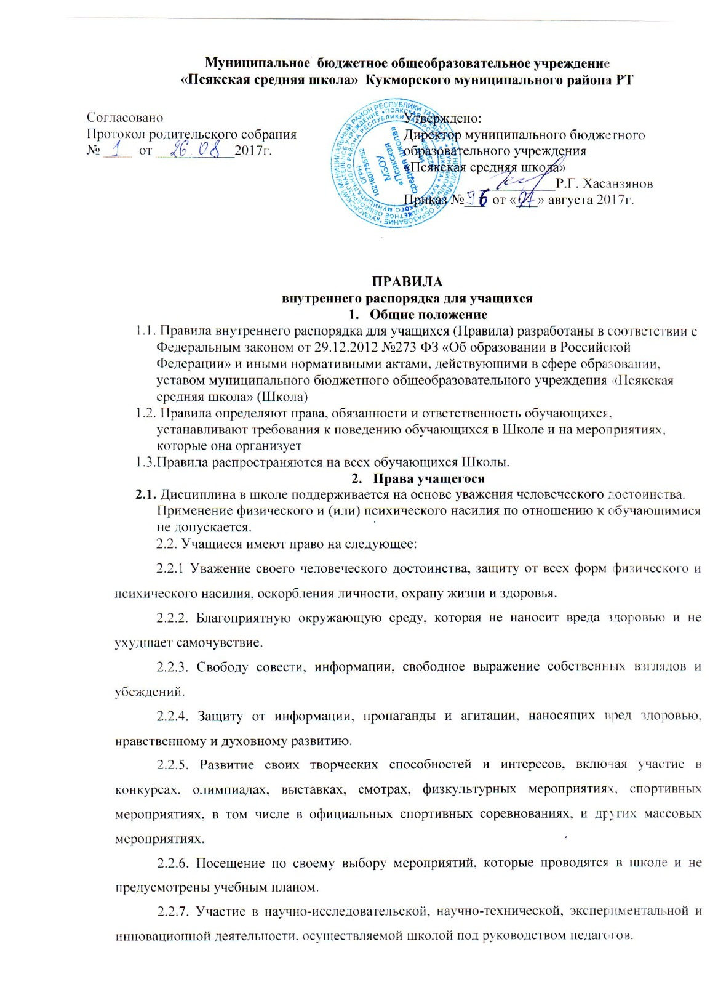 Муниципальное бюджетное общеобразовательное учреждение
«Псякская средняя школа» Кукморского муниципального района РТ
Согласовано
Протокол родительского собрания
№ 1 от 26.08 2017г.
Утверждено:
Директор муниципального бюджетного
образовательного учреждения
«Псякская средняя школа»
Р.Г. Хасанзянов
Приказ № 96 от «27» августа 2017г.
ОГРН
1021607755752
МБОУ
«Псякская
средняя школа»
ПРАВИЛА
внутреннего распорядка для учащихся
1. Общие положение
1.1. Правила внутреннего распорядка для учащихся (Правила) разработаны в соответствии с
Федеральным законом от 29.12.2012 №273 ФЗ «Об образовании в Российской
Федерации» и иными нормативными актами, действующими в сфере образовании,
уставом муниципального бюджетного общеобразовательного учреждения «Псякская
средняя школа» (Школа)
1.2. Правила определяют права, обязанности и ответственность обучающихся,
устанавливают требования к поведению обучающихся в Школе и на мероприятиях,
которые она организует
1.3.Правила распространяются на всех обучающихся Школы.
2. Права учащегося
2.1. Дисциплина в школе поддерживается на основе уважения человеческого достоинства.
Применение физического и (или) психического насилия по отношению к обучающимися
не допускается.
2.2. Учащиеся имеют право на следующее:
2.2.1 Уважение своего человеческого достоинства, защиту от всех форм физического и
психического насилия, оскорбления личности, охрану жизни и здоровья.
2.2.2. Благоприятную окружающую среду, которая не наносит вреда здоровью и не
ухудшает самочувствие.
2.2.3. Свободу совести, информации, свободное выражение собственных взглядов и
убеждений.
2.2.4. Защиту от информации, пропаганды и агитации, наносящих вред здоровью,
нравственному и духовному развитию.
2.2.5. Развитие своих творческих способностей и интересов, включая участие в
конкурсах, олимпиадах, выставках, смотрах, физкультурных мероприятиях, спортивных
мероприятиях, в том числе в официальных спортивных соревнованиях, и других массовых
мероприятиях.
2.2.6. Посещение по своему выбору мероприятий, которые проводятся в школе и не
предусмотрены учебным планом.
2.2.7. Участие в научно-исследовательской, научно-технической, экспериментальной и
инновационной деятельности, осуществляемой школой под руководством педагогов.